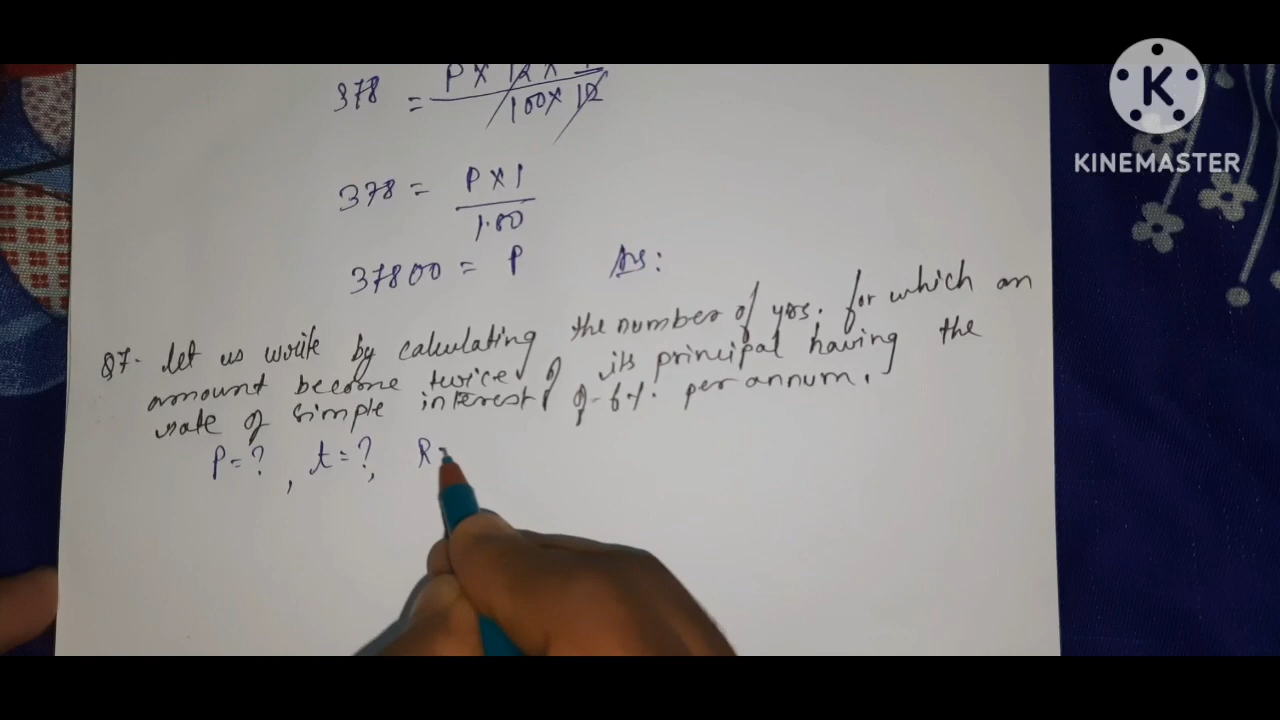 378 = P × 12 × 1
100 × 12
378 = P × 1
100
37800 = P Ans:
Q7- Let us write by calculating the number of yrs. for which an
amount become twice of its principal having the
rate of simple interest of 6%. per annum.
P = ?, t = ?, R =
K
KINEMASTER